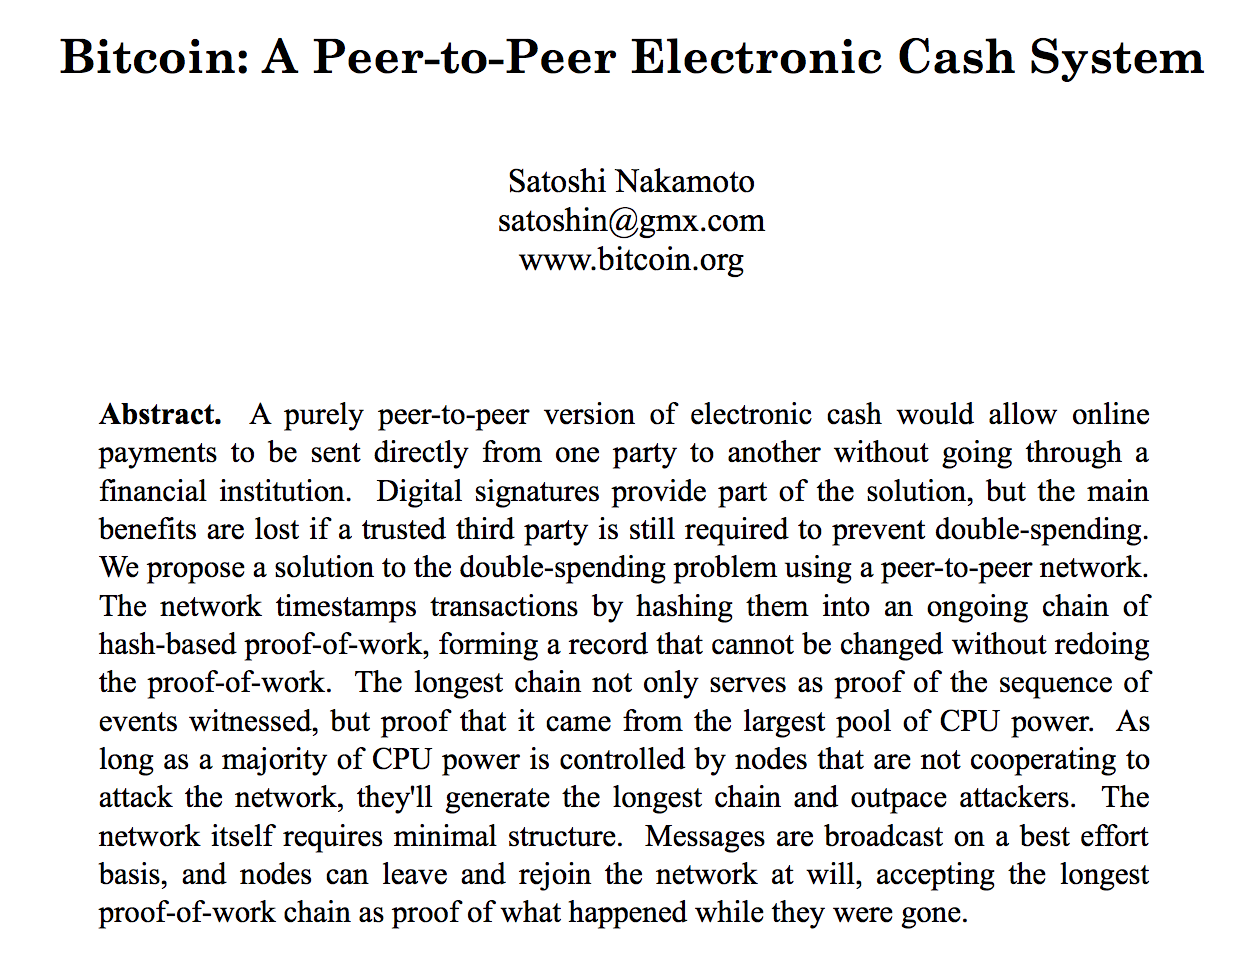 Bitcoin: A Peer-to-Peer Electronic Cash System
Satoshi Nakamoto
satoshin@gmx.com
www.bitcoin.org
Abstract. A purely peer-to-peer version of electronic cash would allow online
payments to be sent directly from one party to another without going through a
financial institution. Digital signatures provide part of the solution, but the main
benefits are lost if a trusted third party is still required to prevent double-spending.
We propose a solution to the double-spending problem using a peer-to-peer network.
The network timestamps transactions by hashing them into an ongoing chain of
hash-based proof-of-work, forming a record that cannot be changed without redoing
the proof-of-work. The longest chain not only serves as proof of the sequence of
events witnessed, but proof that it came from the largest pool of CPU power. As
long as a majority of CPU power is controlled by nodes that are not cooperating to
attack the network, they'll generate the longest chain and outpace attackers. The
network itself requires minimal structure. Messages are broadcast on a best effort
basis, and nodes can leave and rejoin the network at will, accepting the longest
proof-of-work chain as proof of what happened while they were gone.